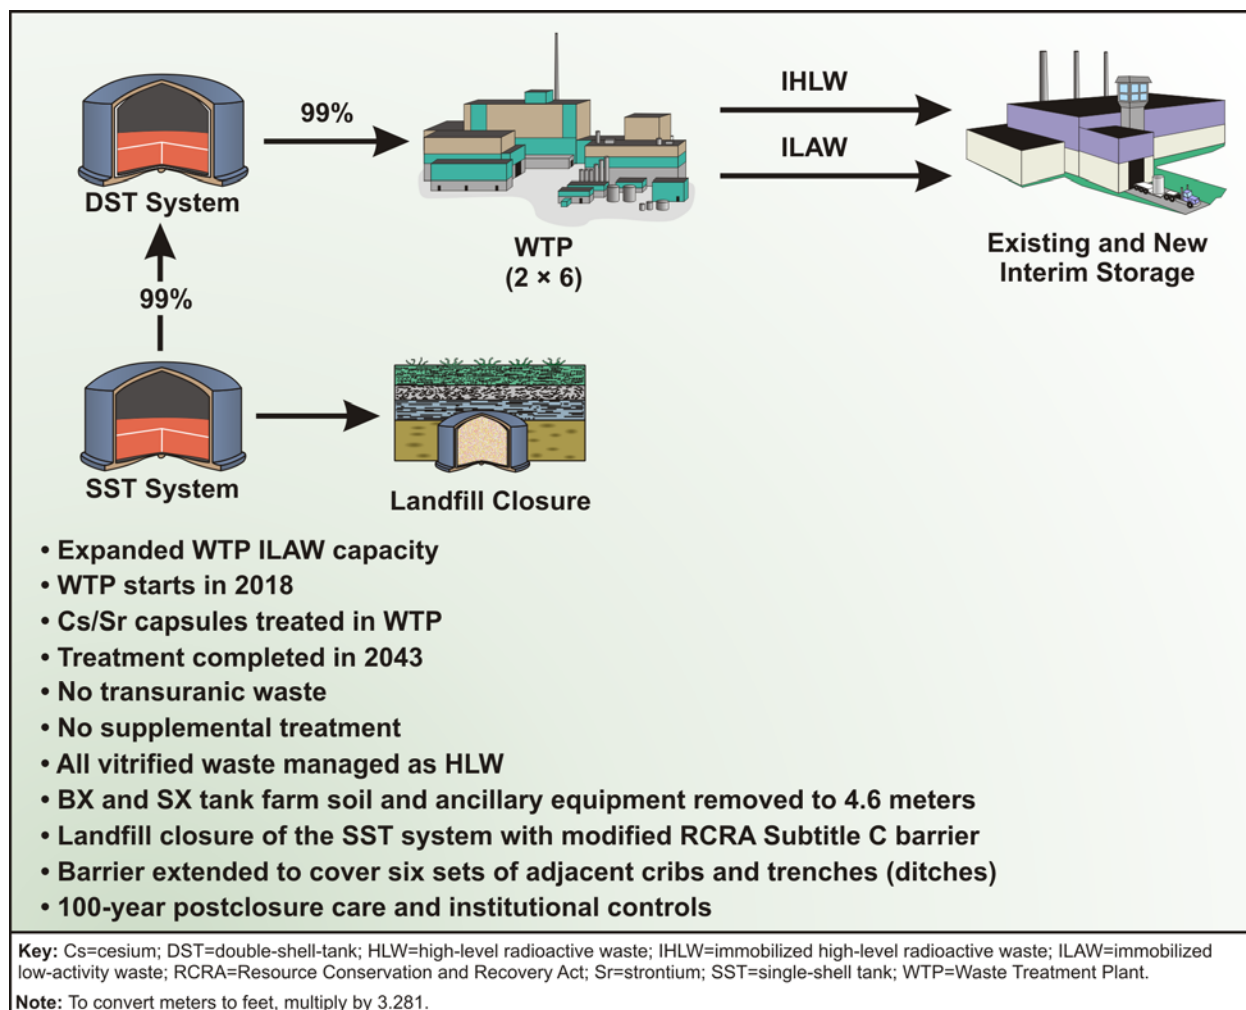 99%
IHLW
ILAW
DST System
WTP
(2 × 6)
Existing and New
Interim Storage
99%
SST System
Landfill Closure
• Expanded WTP ILAW capacity
• WTP starts in 2018
• Cs/Sr capsules treated in WTP
• Treatment completed in 2043
• No transuranic waste
• No supplemental treatment
• All vitrified waste managed as HLW
• BX and SX tank farm soil and ancillary equipment removed to 4.6 meters
• Landfill closure of the SST system with modified RCRA Subtitle C barrier
• Barrier extended to cover six sets of adjacent cribs and trenches (ditches)
• 100-year postclosure care and institutional controls
Key: Cs=cesium; DST=double-shell-tank; HLW=high-level radioactive waste; IHLW=immobilized high-level radioactive waste; ILAW=immobilized
low-activity waste; RCRA=Resource Conservation and Recovery Act; Sr=strontium; SST=single-shell tank; WTP=Waste Treatment Plant.
Note: To convert meters to feet, multiply by 3.281.